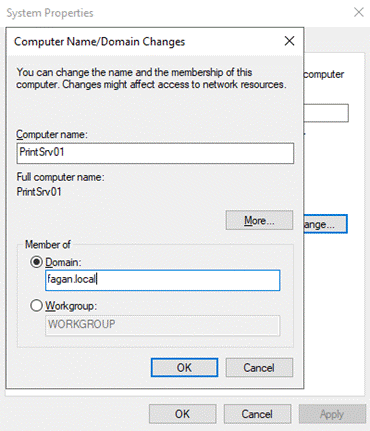 System Properties
Computer Name/Domain Changes
You can change the name and the membership of this
computer. Changes might affect access to network resources.
computer
Computer name:
PrintSrv01
Full computer name:
PrintSrv01
More...
ange...
Member of
Domain:
fagan.local
Workgroup:
WORKGROUP
OK
Cancel
OK
Cancel
Apply